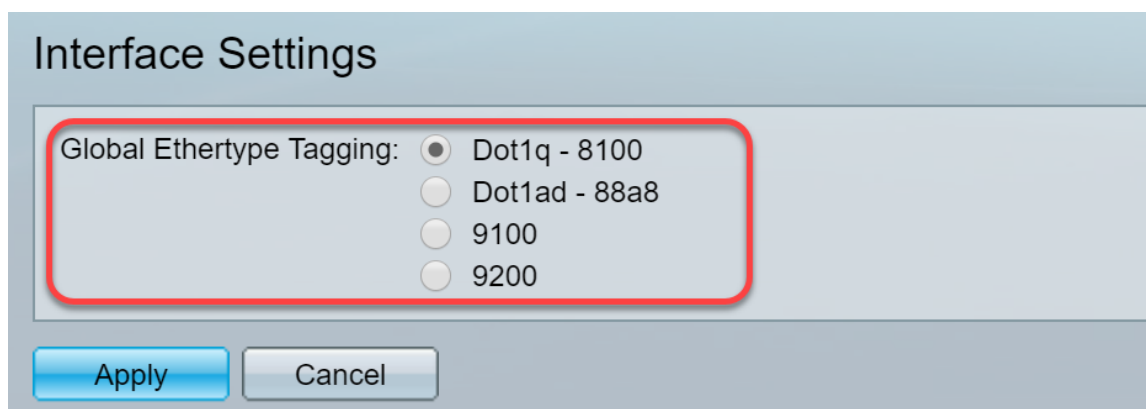 Interface Settings
Global Ethertype Tagging: Dot1q - 8100
Dot1ad - 88a8
9100
9200
Apply Cancel